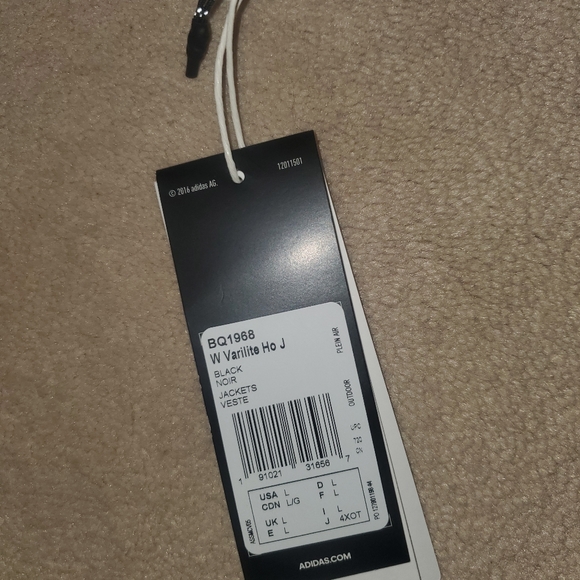 © 2016 adidas AG.
12011501
BQ1968
W Varilite Ho J
BLACK
NOIR
JACKETS
VESTE
PLEIN AIR
OUTDOOR
1 91021 31656 7
USA L D L
CDN L/G F L
I L
UK L J 4XOT
E L
ADIDAS.COM